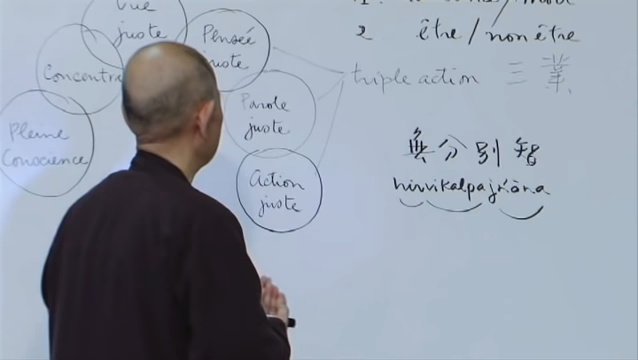 Vue
juste
Pensée
juste
Concentr
Pleine
Conscience
Parole
juste
Action
juste
2 être / non être
triple action 三業
無分別智
nirvikalpajñāna